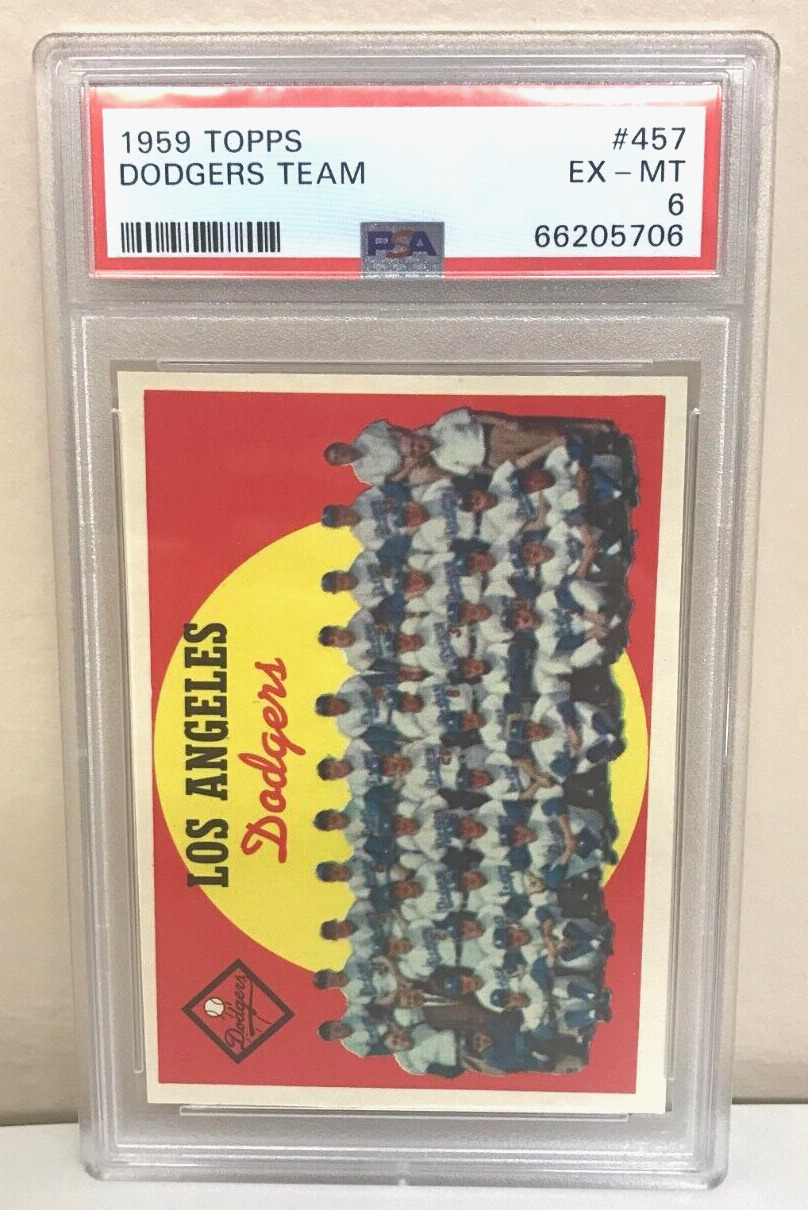 1959 TOPPS #457
DODGERS TEAM EX - MT
6
66205706
PSA
LOS ANGELES
Dodgers
Dodgers